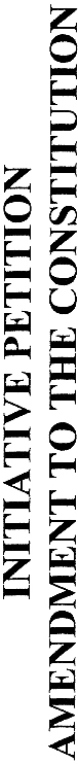 INITIATIVE PETITION
AMENDMENT TO THE CONSTITUTION